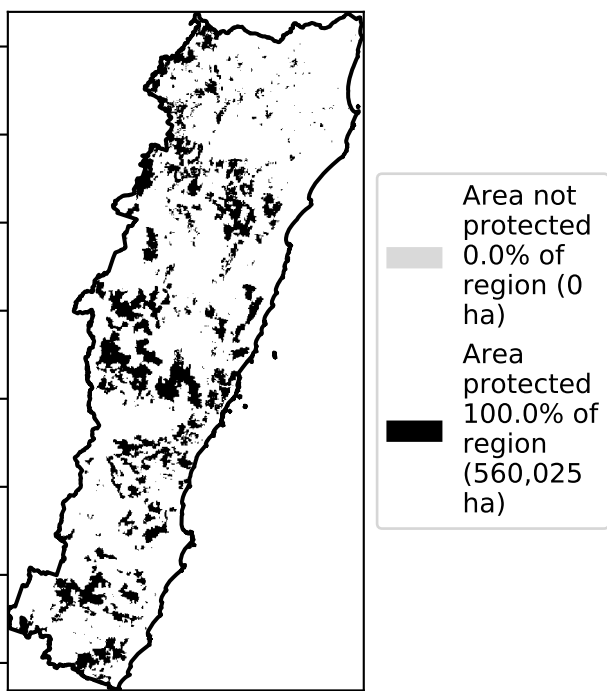 Area not
protected
0.0% of
region (0
ha)
Area
protected
100.0% of
region
(560,025
ha)